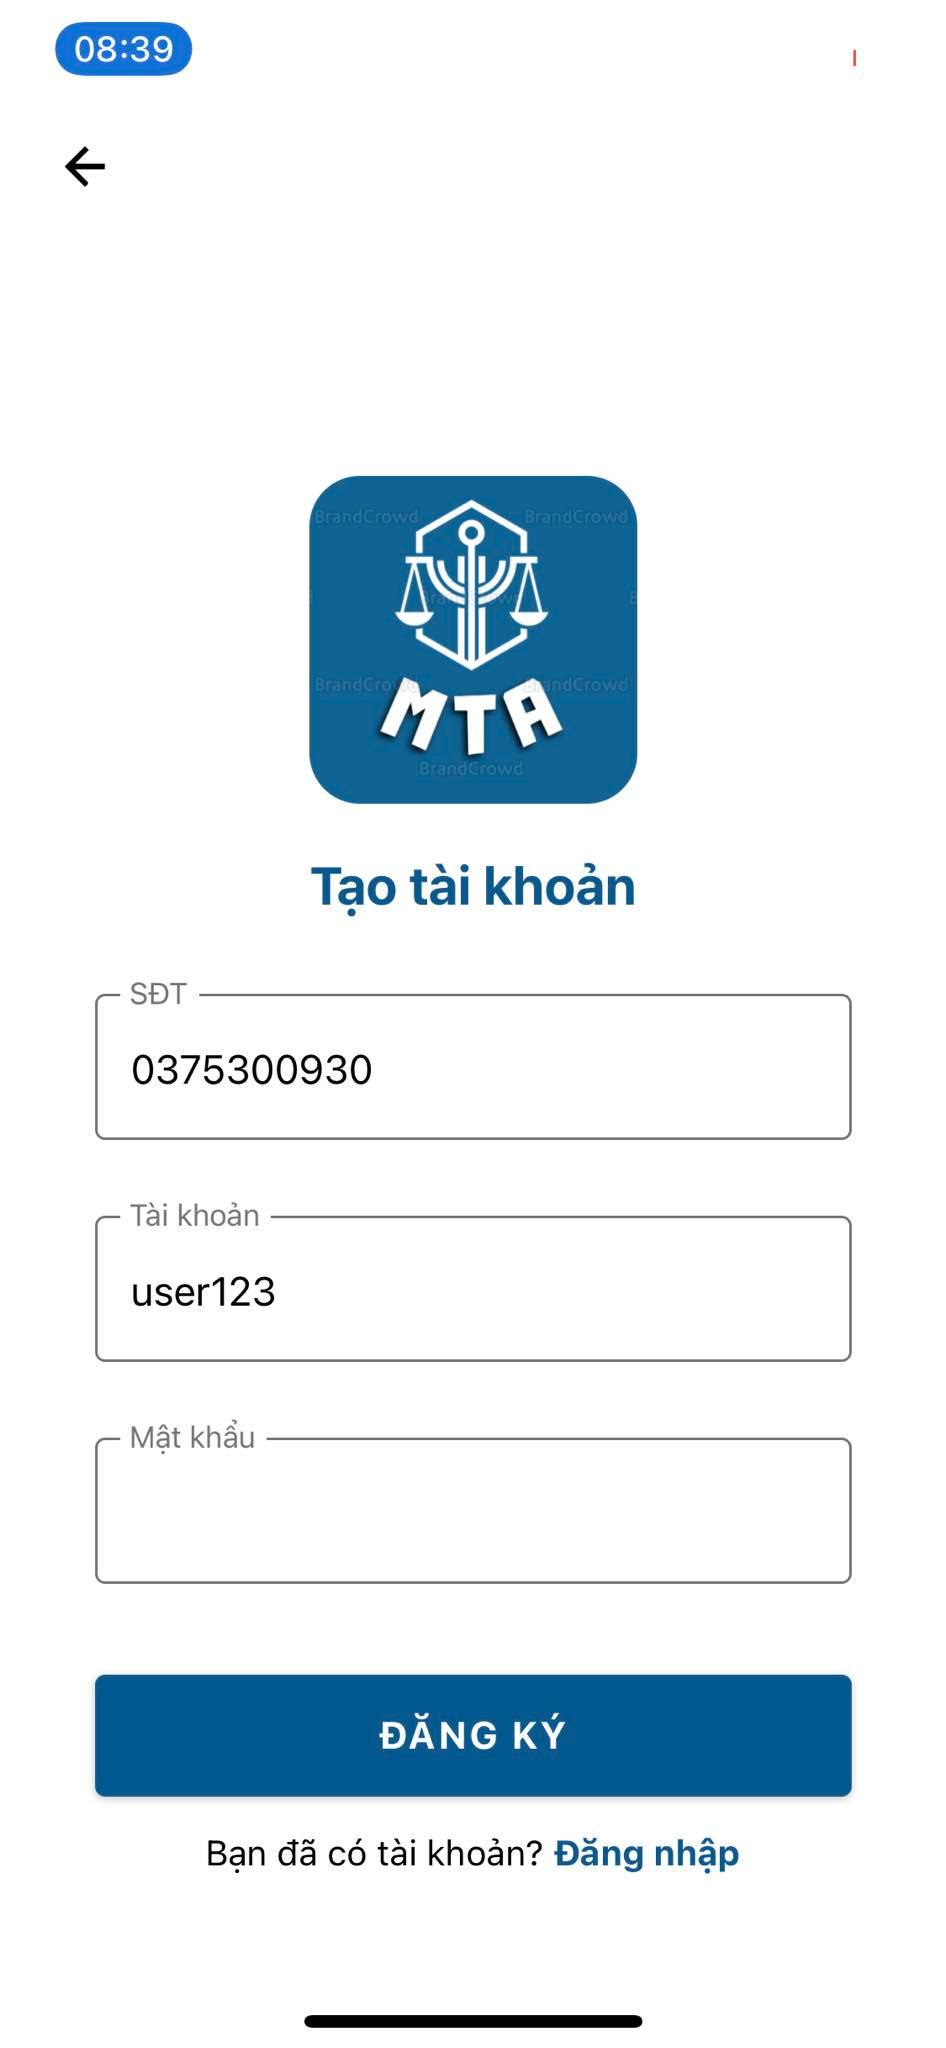 08:39
BrandCrowd BrandCrowd
BrandCrowd BrandCrowd
MTA
BrandCrowd
Tạo tài khoản
SĐT
0375300930
Tài khoản
user123
Mật khẩu
ĐĂNG KÝ
Bạn đã có tài khoản? Đăng nhập